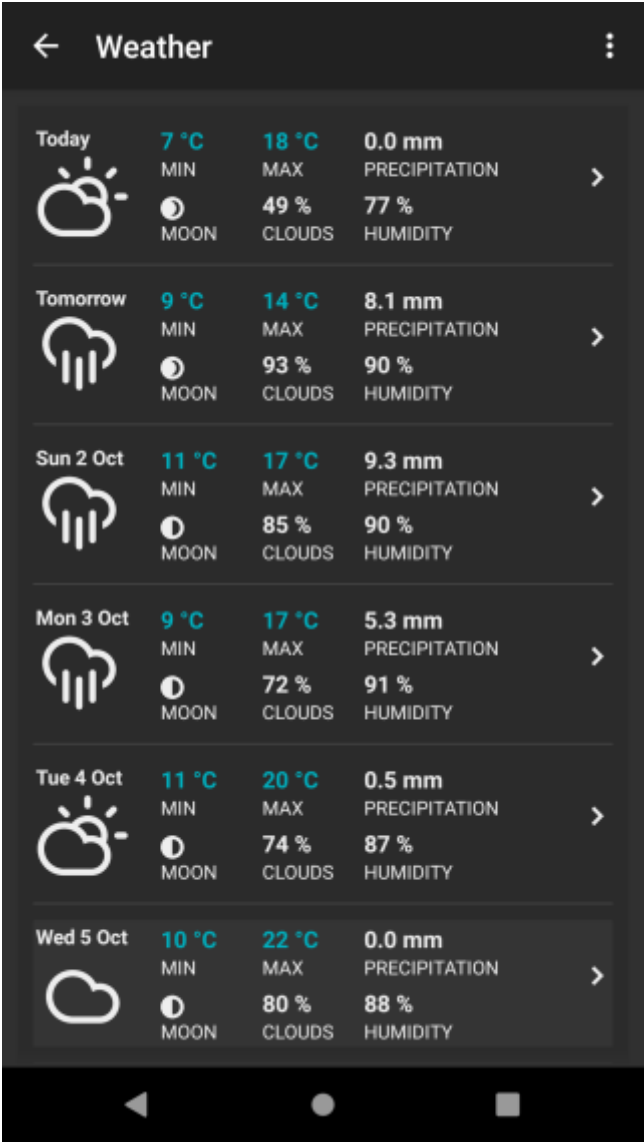 Weather
Today 7 °C 18 °C 0.0 mm
MIN MAX PRECIPITATION
49 % 77 %
MOON CLOUDS HUMIDITY
Tomorrow 9 °C 14 °C 8.1 mm
MIN MAX PRECIPITATION
93 % 90 %
MOON CLOUDS HUMIDITY
Sun 2 Oct 11 °C 17 °C 9.3 mm
MIN MAX PRECIPITATION
85 % 90 %
MOON CLOUDS HUMIDITY
Mon 3 Oct 9 °C 17 °C 5.3 mm
MIN MAX PRECIPITATION
72 % 91 %
MOON CLOUDS HUMIDITY
Tue 4 Oct 11 °C 20 °C 0.5 mm
MIN MAX PRECIPITATION
74 % 87 %
MOON CLOUDS HUMIDITY
Wed 5 Oct 10 °C 22 °C 0.0 mm
MIN MAX PRECIPITATION
80 % 88 %
MOON CLOUDS HUMIDITY